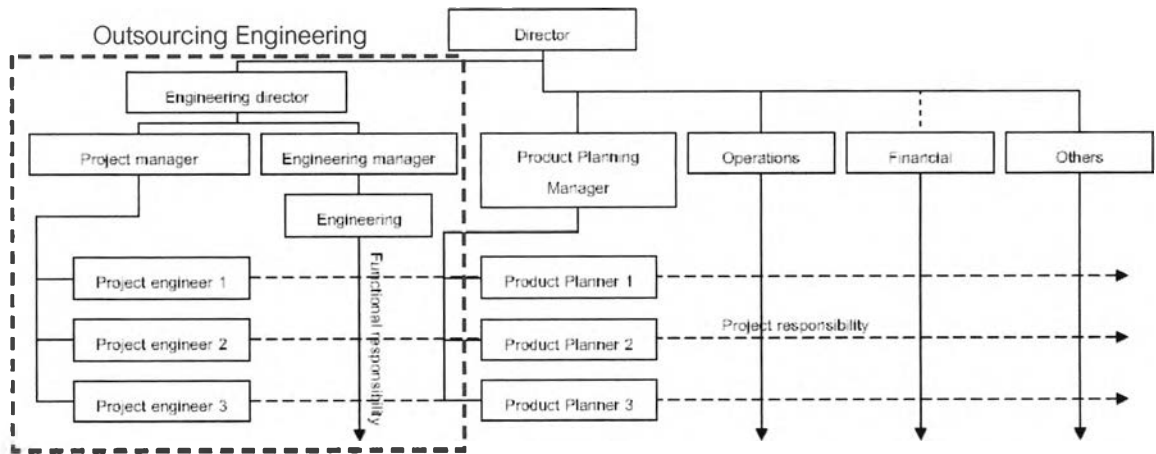 Outsourcing Engineering
Director
Engineering director
Project manager
Engineering manager
Product Planning
Manager
Operations
Financial
Others
Engineering
Functional responsibility
Project engineer 1
Product Planner 1
Project engineer 2
Product Planner 2
Project responsibility
Project engineer 3
Product Planner 3